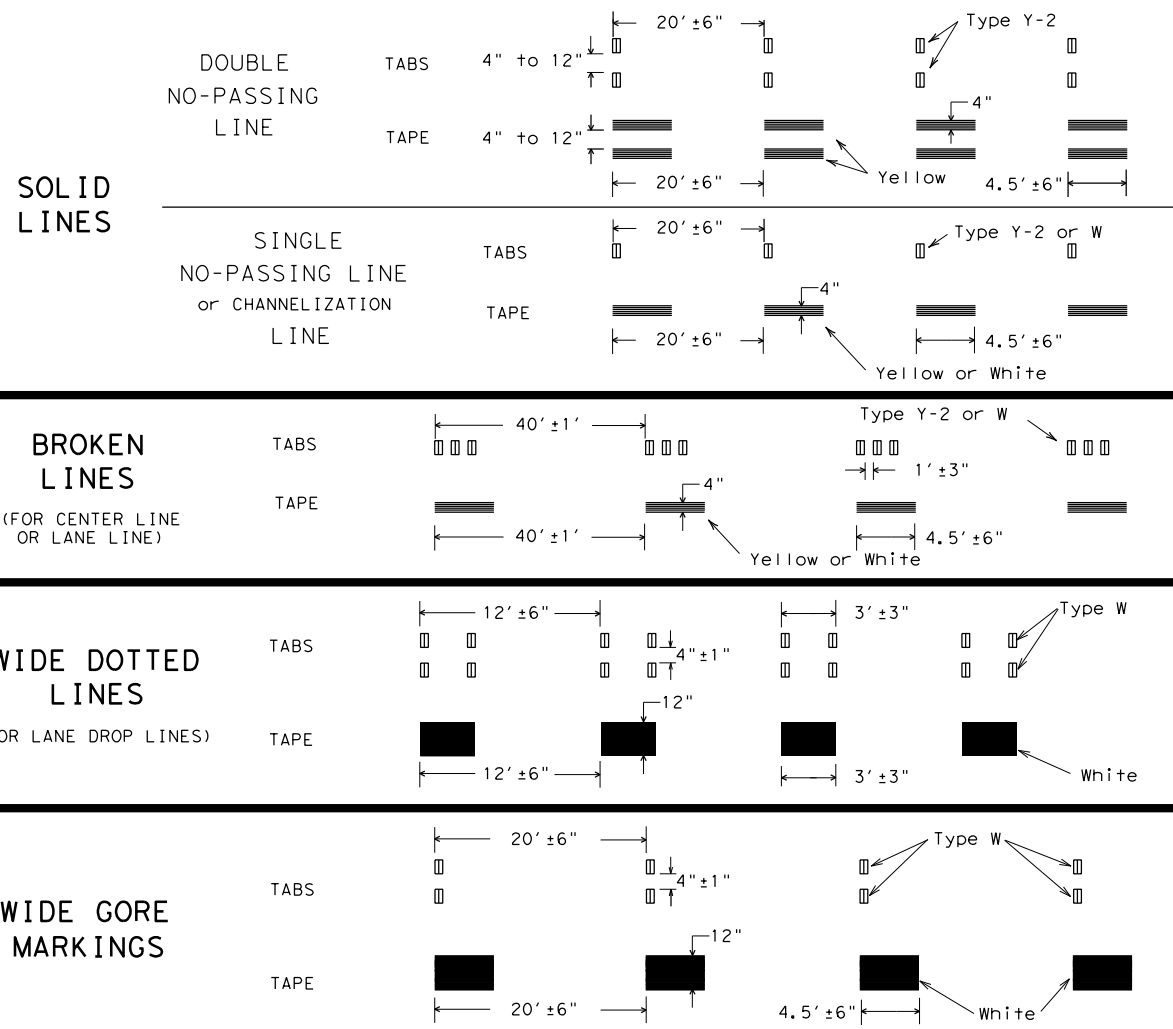 SOLID
LINES
DOUBLE
NO-PASSING
LINE
TABS
4" to 12"
20'±6"
Type Y-2
TAPE
4" to 12"
4"
Yellow
20'±6"
4.5'±6"
SINGLE
NO-PASSING LINE
or CHANNELIZATION
LINE
TABS
20'±6"
Type Y-2 or W
TAPE
4"
20'±6"
4.5'±6"
Yellow or White
BROKEN
LINES
(FOR CENTER LINE
OR LANE LINE)
TABS
40'±1'
Type Y-2 or W
1'±3"
TAPE
4"
40'±1'
4.5'±6"
Yellow or White
WIDE DOTTED
LINES
OR LANE DROP LINES)
TABS
12'±6"
3'±3"
Type W
4"±1"
TAPE
12"
12'±6"
3'±3"
White
WIDE GORE
MARKINGS
TABS
20'±6"
Type W
4"±1"
TAPE
12"
20'±6"
4.5'±6"
White